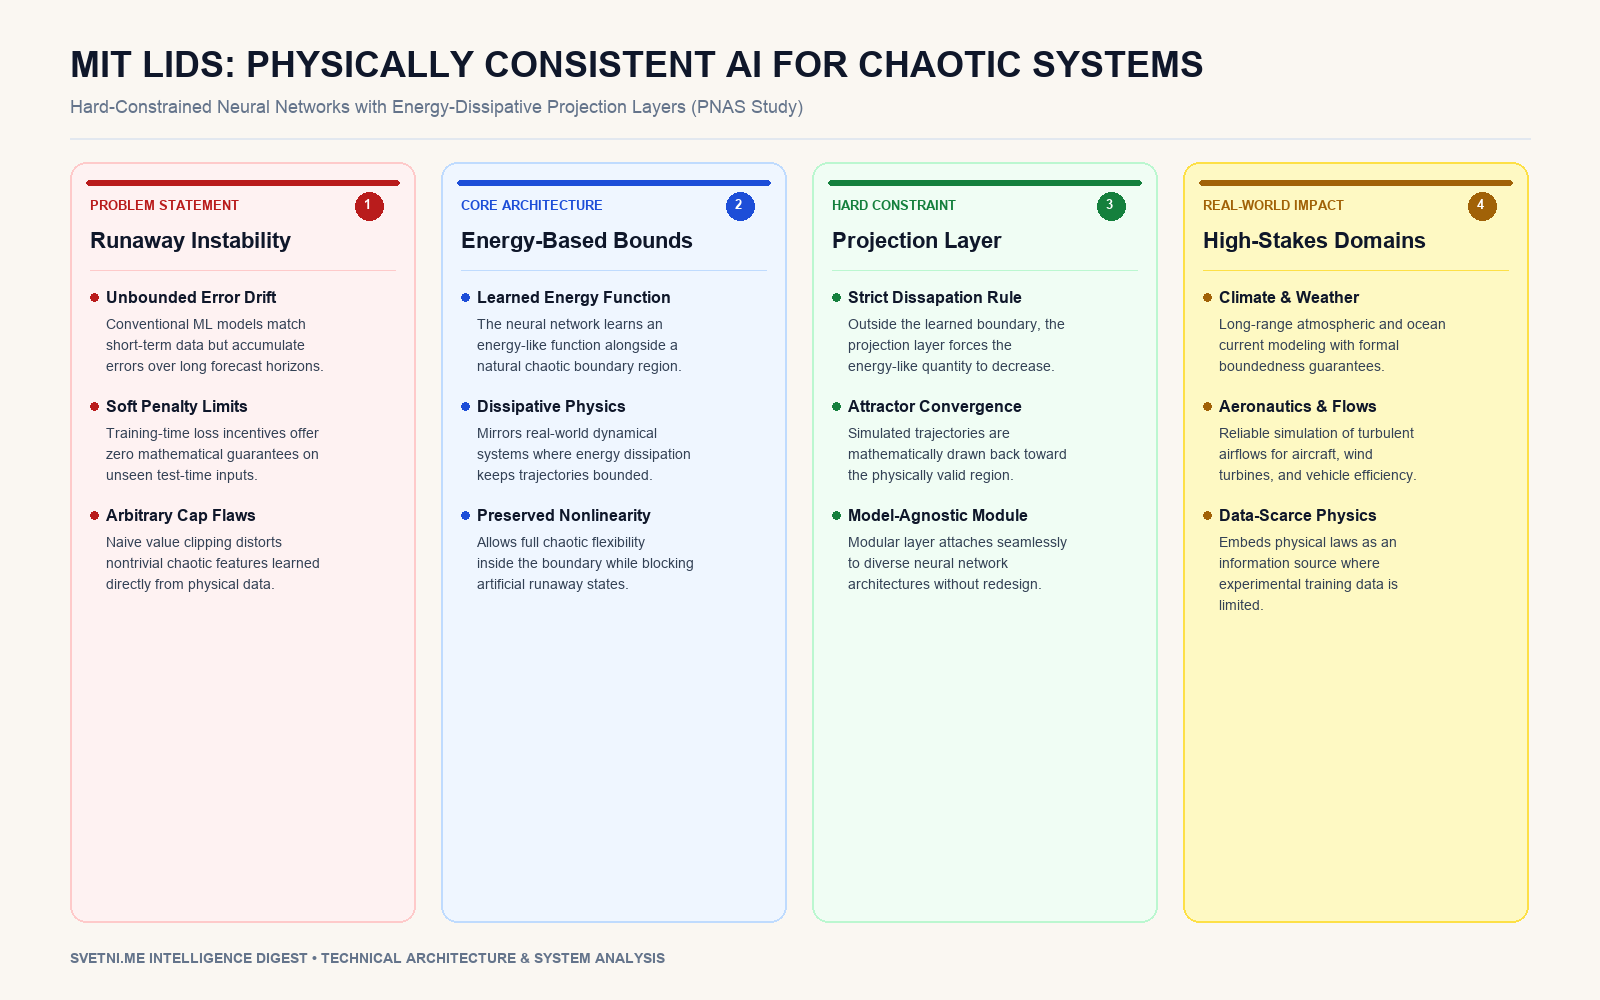 MIT LIDS: PHYSICALLY CONSISTENT AI FOR CHAOTIC SYSTEMS
Hard-Constrained Neural Networks with Energy-Dissipative Projection Layers (PNAS Study)
PROBLEM STATEMENT
1
Runaway Instability
Unbounded Error Drift
Conventional ML models match
short-term data but accumulate
errors over long forecast horizons.
Soft Penalty Limits
Training-time loss incentives offer
zero mathematical guarantees on
unseen test-time inputs.
Arbitrary Cap Flaws
Naive value clipping distorts
nontrivial chaotic features learned
directly from physical data.
CORE ARCHITECTURE
2
Energy-Based Bounds
Learned Energy Function
The neural network learns an
energy-like function alongside a
natural chaotic boundary region.
Dissipative Physics
Mirrors real-world dynamical
systems where energy dissipation
keeps trajectories bounded.
Preserved Nonlinearity
Allows full chaotic flexibility
inside the boundary while blocking
artificial runaway states.
HARD CONSTRAINT
3
Projection Layer
Strict Dissapation Rule
Outside the learned boundary, the
projection layer forces the
energy-like quantity to decrease.
Attractor Convergence
Simulated trajectories are
mathematically drawn back toward
the physically valid region.
Model-Agnostic Module
Modular layer attaches seamlessly
to diverse neural network
architectures without redesign.
REAL-WORLD IMPACT
4
High-Stakes Domains
Climate & Weather
Long-range atmospheric and ocean
current modeling with formal
boundedness guarantees.
Aeronautics & Flows
Reliable simulation of turbulent
airflows for aircraft, wind
turbines, and vehicle efficiency.
Data-Scarce Physics
Embeds physical laws as an
information source where
experimental training data is
limited.
SVETNI.ME INTELLIGENCE DIGEST • TECHNICAL ARCHITECTURE & SYSTEM ANALYSIS